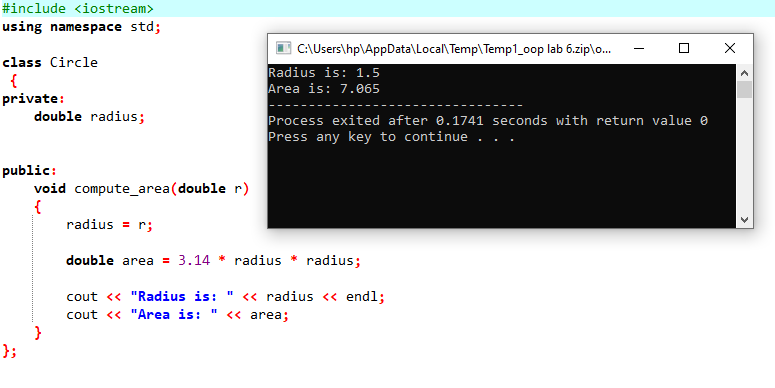 #include <iostream>
using namespace std;
class Circle
{
private:
double radius;
public:
void compute_area(double r)
{
radius = r;
double area = 3.14 * radius * radius;
cout << "Radius is: " << radius << endl;
cout << "Area is: " << area;
}
};
C:\Users\hp\AppData\Local\Temp\Temp1_oop lab 6.zip\o...
Radius is: 1.5
Area is: 7.065
--------------------------------
Process exited after 0.1741 seconds with return value 0
Press any key to continue . . .